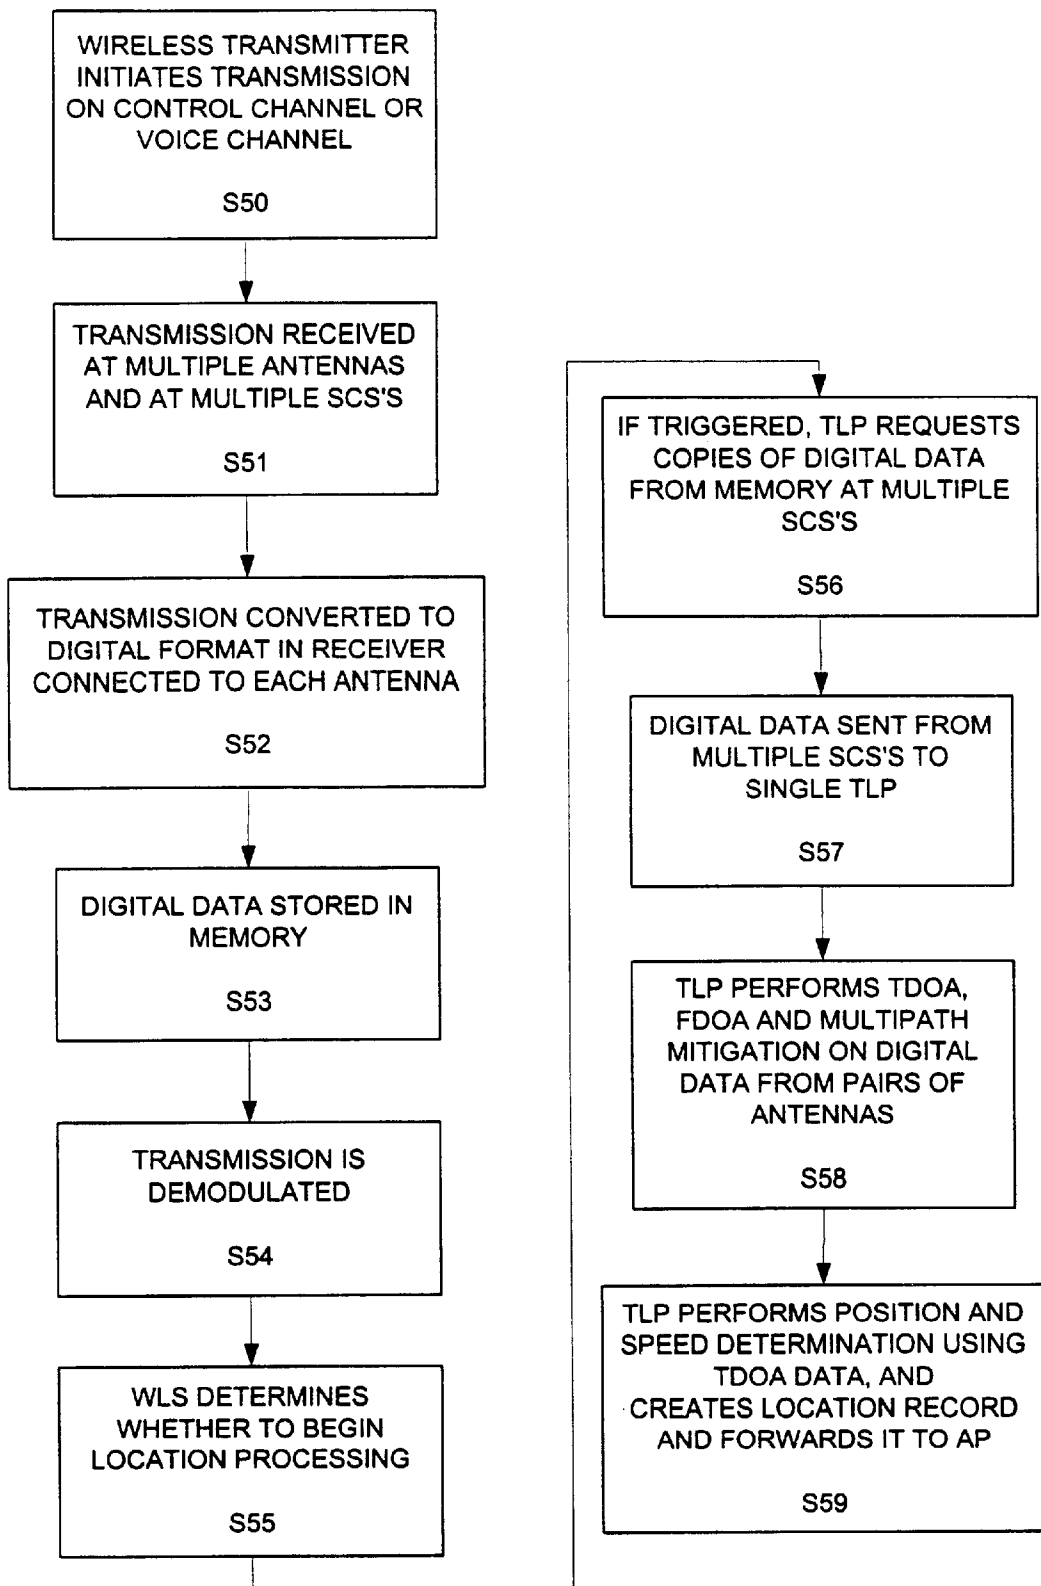 WIRELESS TRANSMITTER
INITIATES TRANSMISSION
ON CONTROL CHANNEL OR
VOICE CHANNEL
S50
TRANSMISSION RECEIVED
AT MULTIPLE ANTENNAS
AND AT MULTIPLE SCS'S
S51
TRANSMISSION CONVERTED TO
DIGITAL FORMAT IN RECEIVER
CONNECTED TO EACH ANTENNA
S52
DIGITAL DATA STORED IN
MEMORY
S53
TRANSMISSION IS
DEMODULATED
S54
WLS DETERMINES
WHETHER TO BEGIN
LOCATION PROCESSING
S55
IF TRIGGERED, TLP REQUESTS
COPIES OF DIGITAL DATA
FROM MEMORY AT MULTIPLE
SCS'S
S56
DIGITAL DATA SENT FROM
MULTIPLE SCS'S TO
SINGLE TLP
S57
TLP PERFORMS TDOA,
FDOA AND MULTIPATH
MITIGATION ON DIGITAL
DATA FROM PAIRS OF
ANTENNAS
S58
TLP PERFORMS POSITION AND
SPEED DETERMINATION USING
TDOA DATA, AND
CREATES LOCATION RECORD
AND FORWARDS IT TO AP
S59